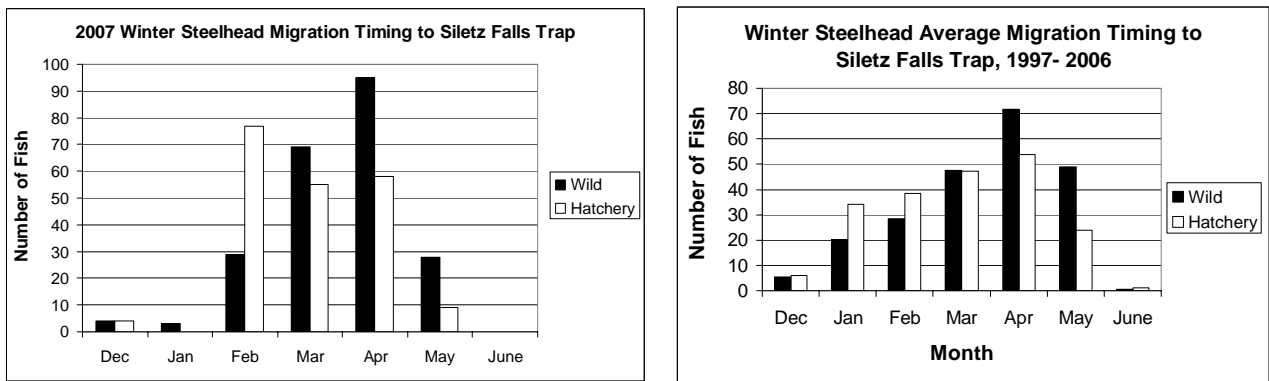 2007 Winter Steelhead Migration Timing to Siletz Falls Trap
100
90
80
70
60
50
40
30
20
10
0
Number of Fish
Dec Jan Feb Mar Apr May June
Wild
Hatchery
Winter Steelhead Average Migration Timing to
Siletz Falls Trap, 1997- 2006
80
70
60
50
40
30
20
10
0
Number of Fish
Dec Jan Feb Mar Apr May June
Month
Wild
Hatchery